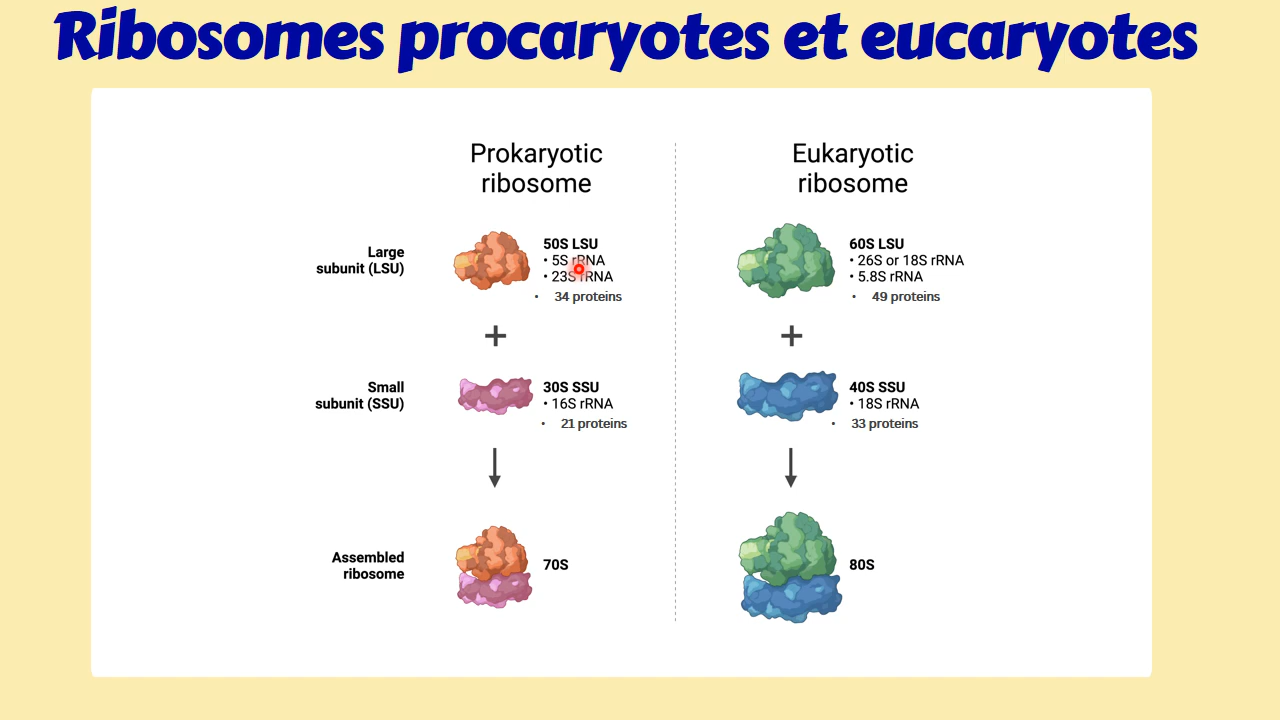 Ribosomes procaryotes et eucaryotes
Prokaryotic
ribosome
Eukaryotic
ribosome
Large
subunit (LSU)
50S LSU
• 5S rRNA
• 23S rRNA
• 34 proteins
60S LSU
• 26S or 18S rRNA
• 5.8S rRNA
• 49 proteins
+
+
Small
subunit (SSU)
30S SSU
• 16S rRNA
• 21 proteins
40S SSU
• 18S rRNA
• 33 proteins
Assembled
ribosome
70S
80S